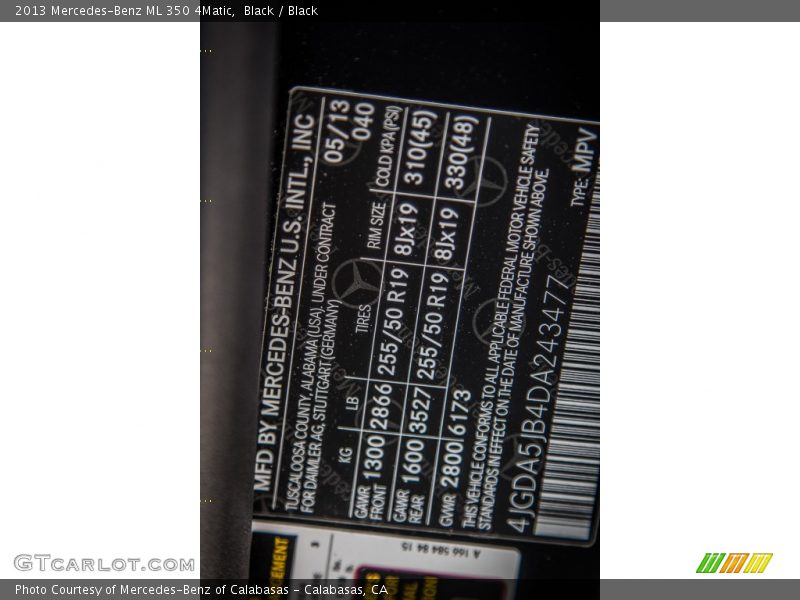 2013 Mercedes-Benz ML 350 4Matic,  Black / Black
MFD BY MERCEDES-BENZ U.S. INTL., INC
TUSCALOOSA COUNTY, ALABAMA (USA), UNDER CONTRACT 05/13
FOR DAIMLER AG, STUTTGART (GERMANY) 040
KG LB TIRES RIM SIZE COLD KPA (PSI)
GAWR FRONT 1300 2866 255/50 R19 8Jx19 310(45)
GAWR REAR 1600 3527 255/50 R19 8Jx19 330(48)
GVWR 2800 6173
THIS VEHICLE CONFORMS TO ALL APPLICABLE FEDERAL MOTOR VEHICLE SAFETY
STANDARDS IN EFFECT ON THE DATE OF MANUFACTURE SHOWN ABOVE.
4JGDA5JB4DA243477 TYPE: MPV
A 166 584 84 15
GTCARLOT.COM
Photo Courtesy of Mercedes-Benz of Calabasas - Calabasas, CA